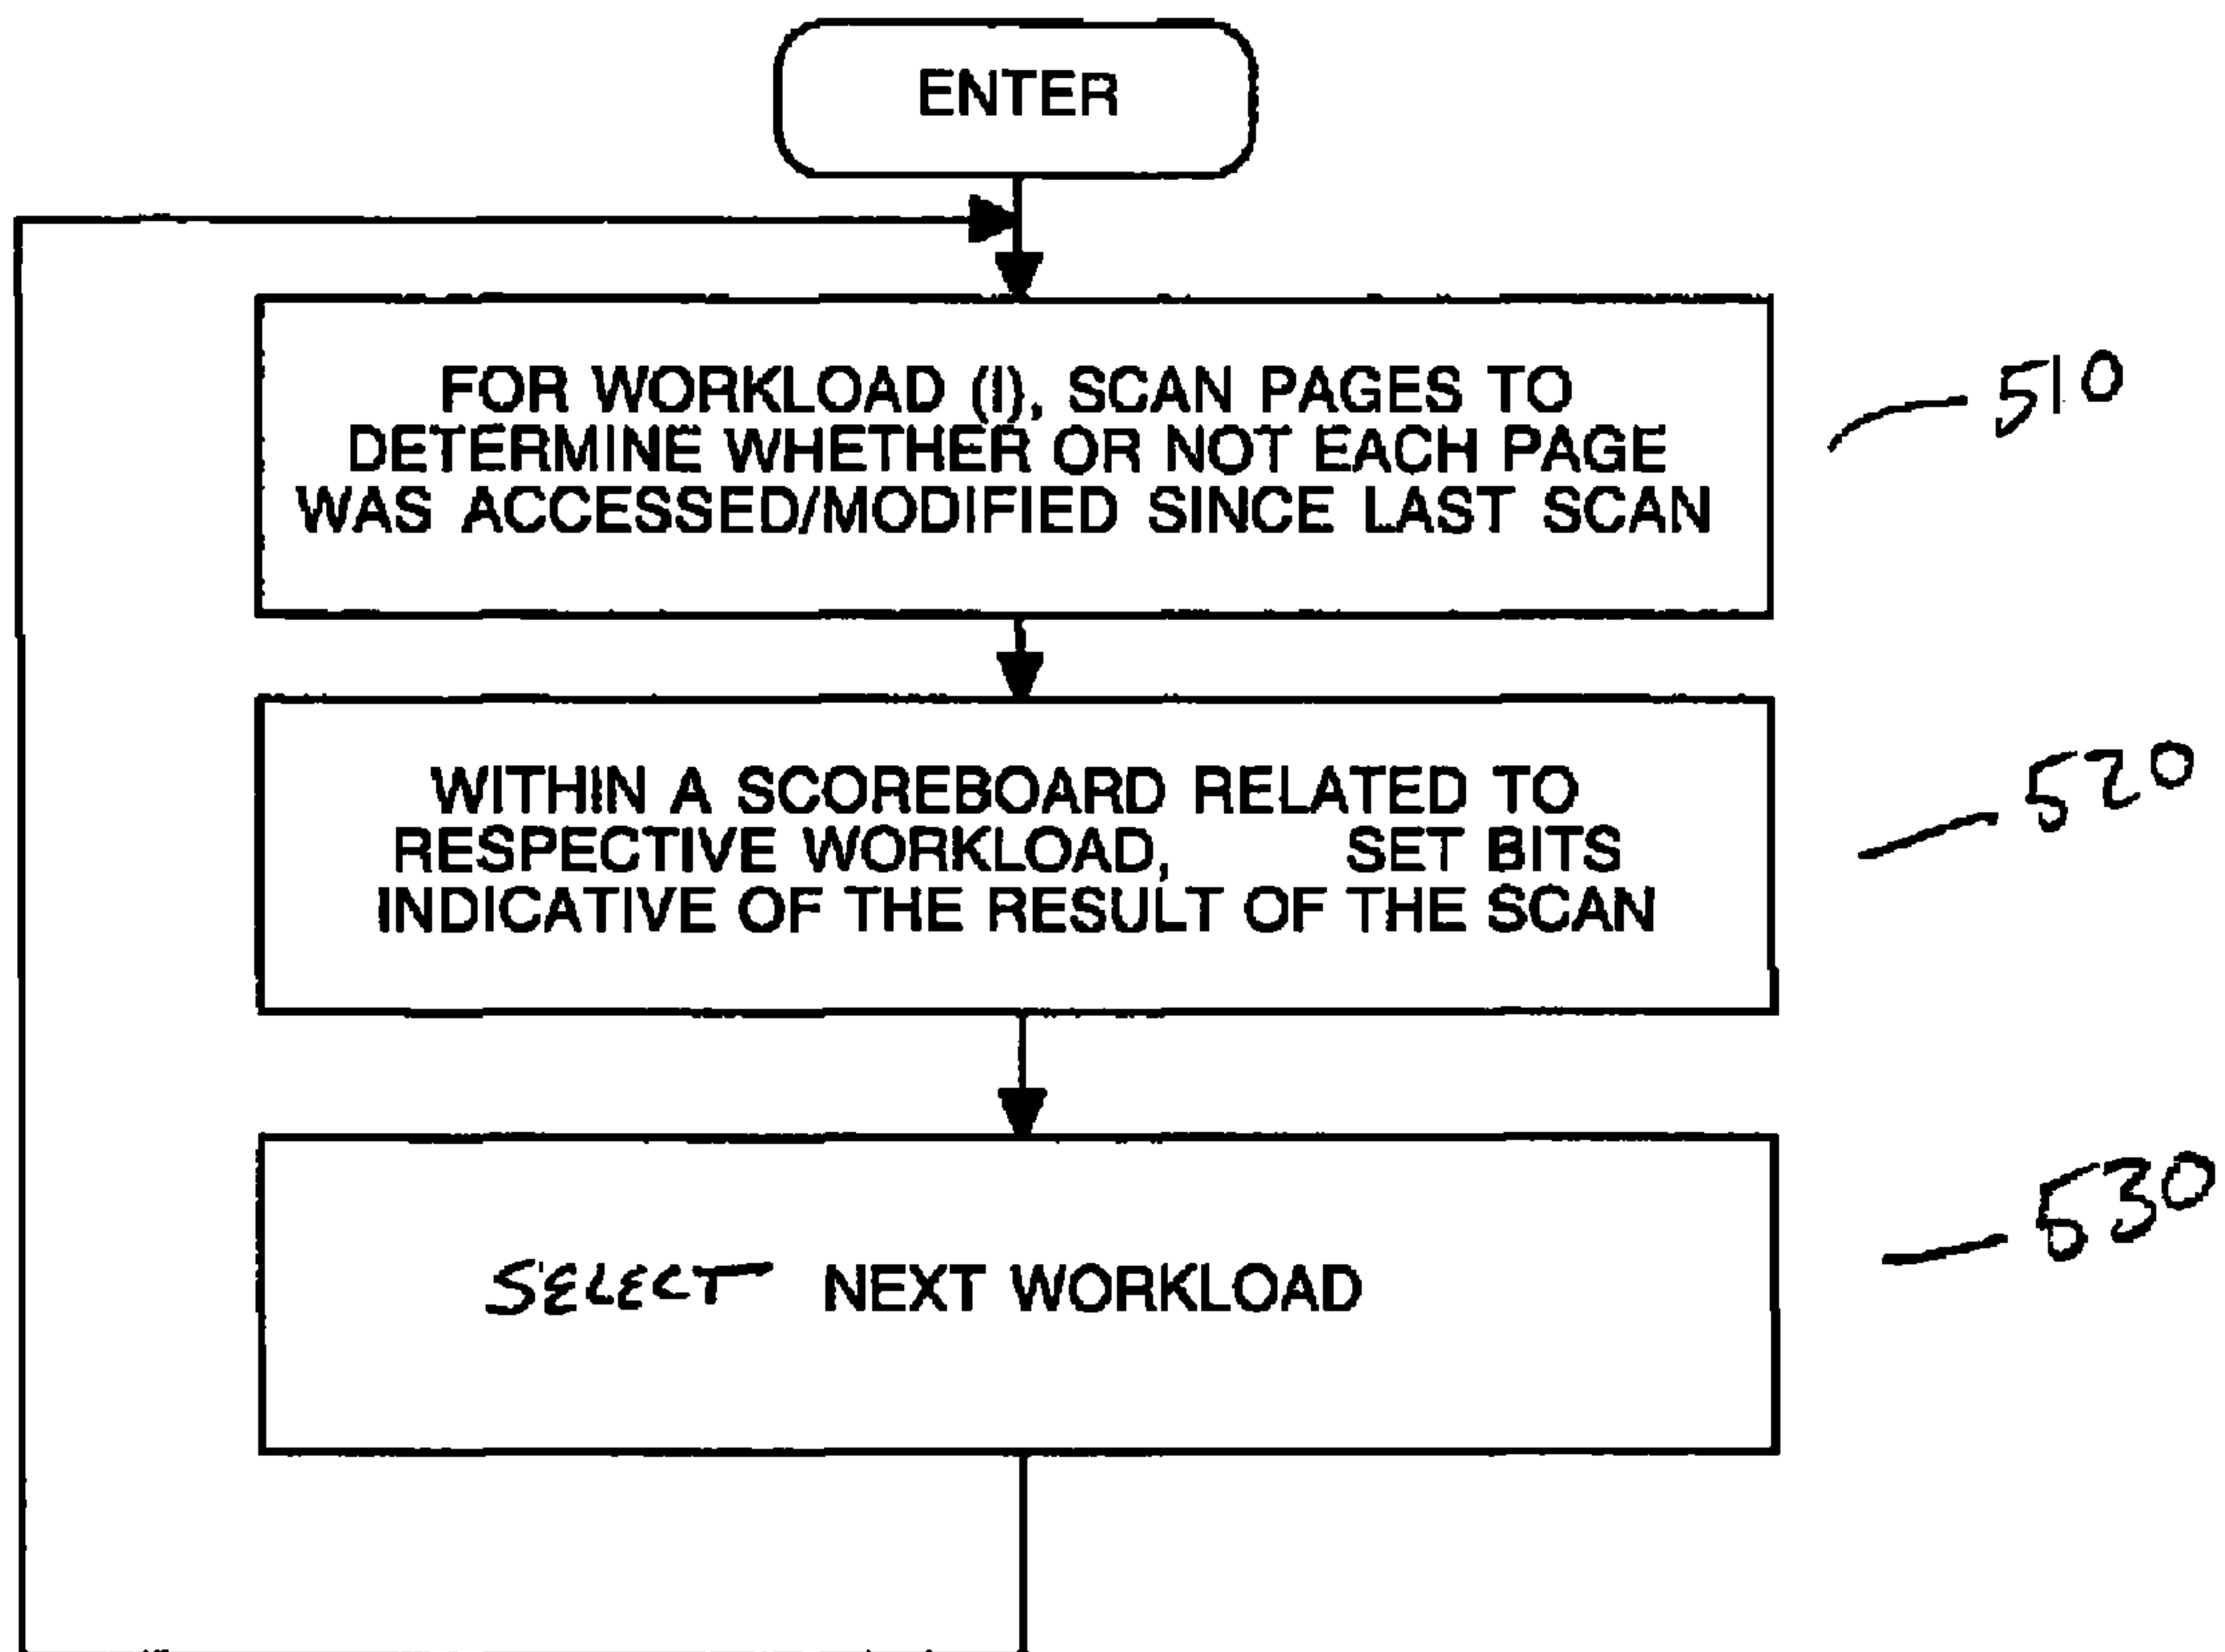 ENTER
FOR WORKLOAD (I), SCAN PAGES TO
DETERMINE WHETHER OR NOT EACH PAGE
WAS ACCESSED/MODIFIED SINCE LAST SCAN
510
WITHIN A SCOREBOARD RELATED TO
RESPECTIVE WORKLOAD, SET BITS
INDICATIVE OF THE RESULT OF THE SCAN
520
SELECT NEXT WORKLOAD
530